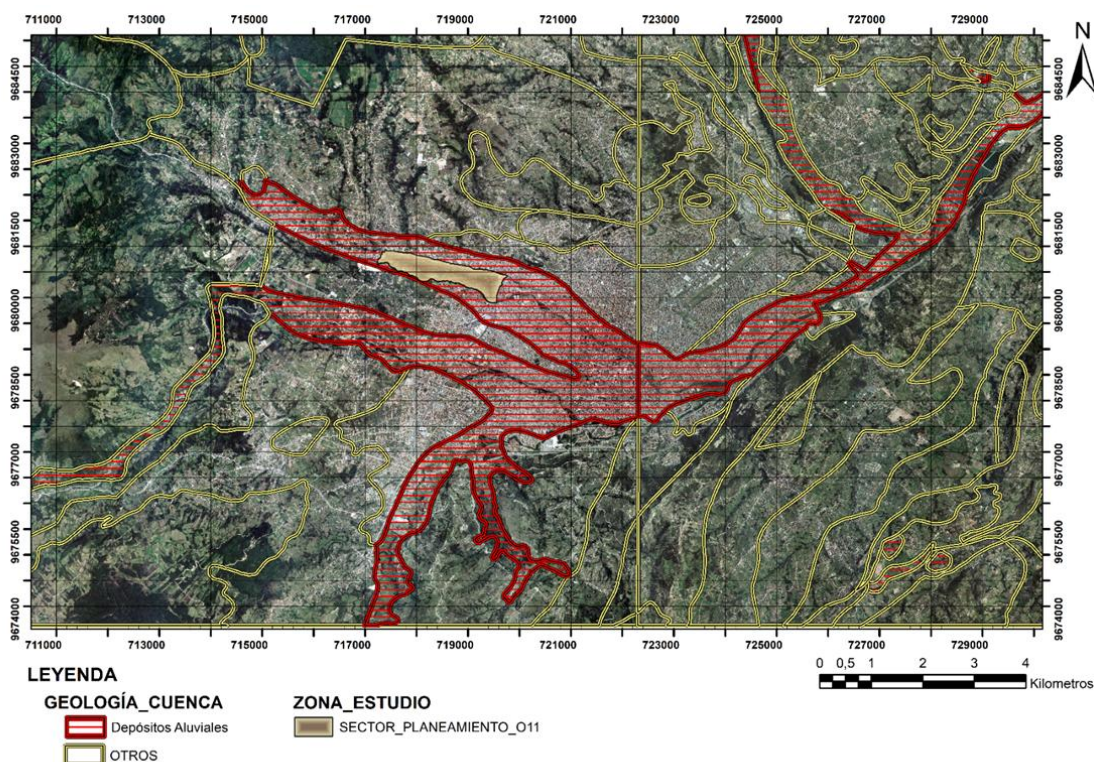 711000 713000 715000 717000 719000 721000 723000 725000 727000 729000
N
9684500 9684500
9683000 9683000
9681500 9681500
9680000 9680000
9678500 9678500
9677000 9677000
9675500 9675500
9674000 9674000
711000 713000 715000 717000 719000 721000 723000 725000 727000 729000
LEYENDA
GEOLOGÍA_CUENCA
Depósitos Aluviales
OTROS
ZONA_ESTUDIO
SECTOR_PLANEAMIENTO_O11
0 0,5 1 2 3 4
Kilometros